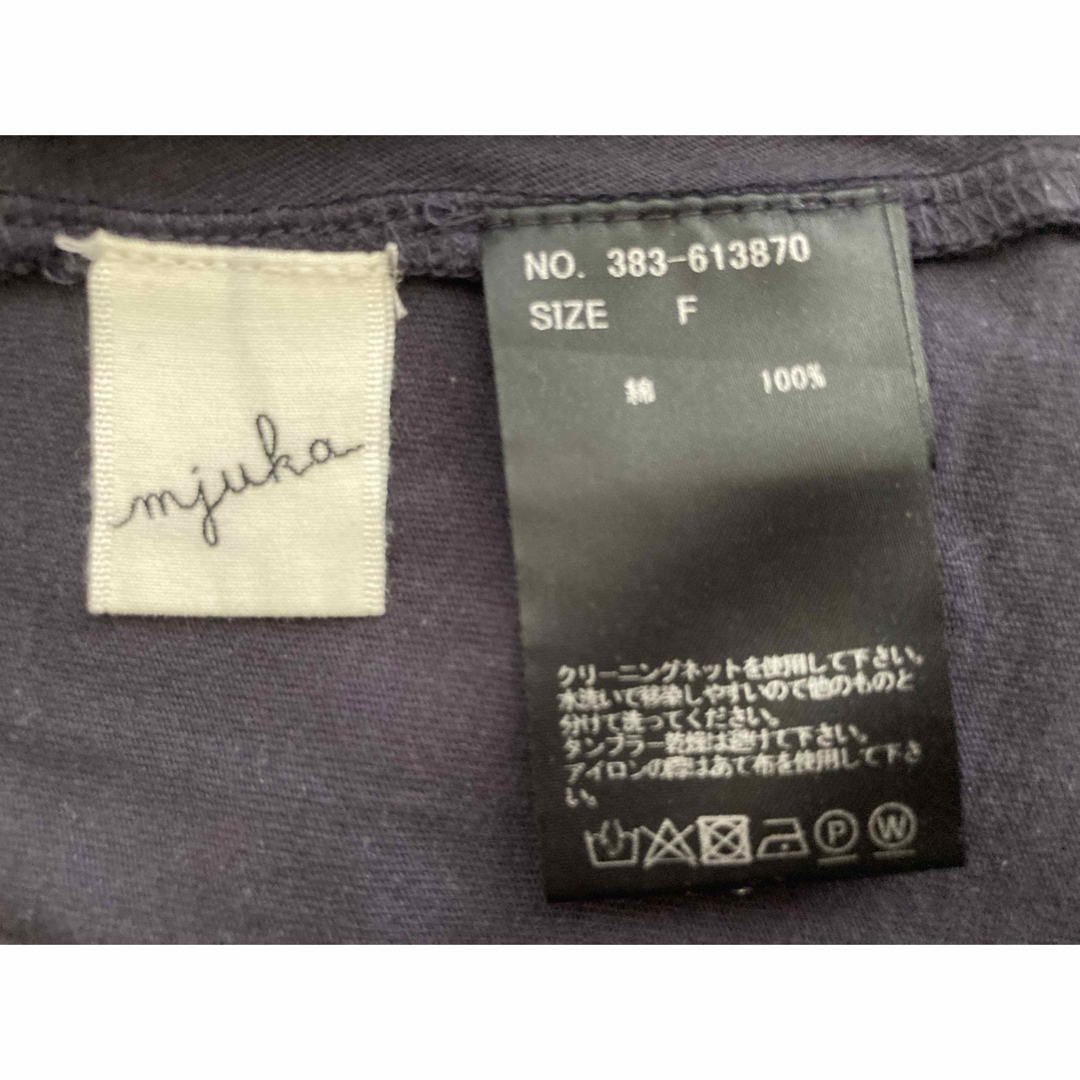 mjuka
NO. 383-613870
SIZE F
綿 100%
クリーニングネットを使用して下さい。
水洗いで移染しやすいので他のものと
分けて洗ってください。
タンブラー乾燥は避けて下さい。
アイロンの際はあて布を使用して下さ
い。
P W